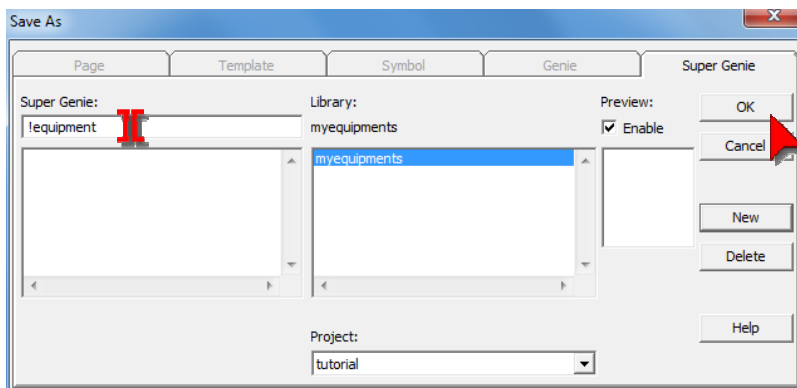 Save As
x
Page Template Symbol Genie Super Genie
Super Genie: Library: Preview: OK
!equipment myequipments Enable
myequipments Cancel
New
Delete
Help
Project:
tutorial